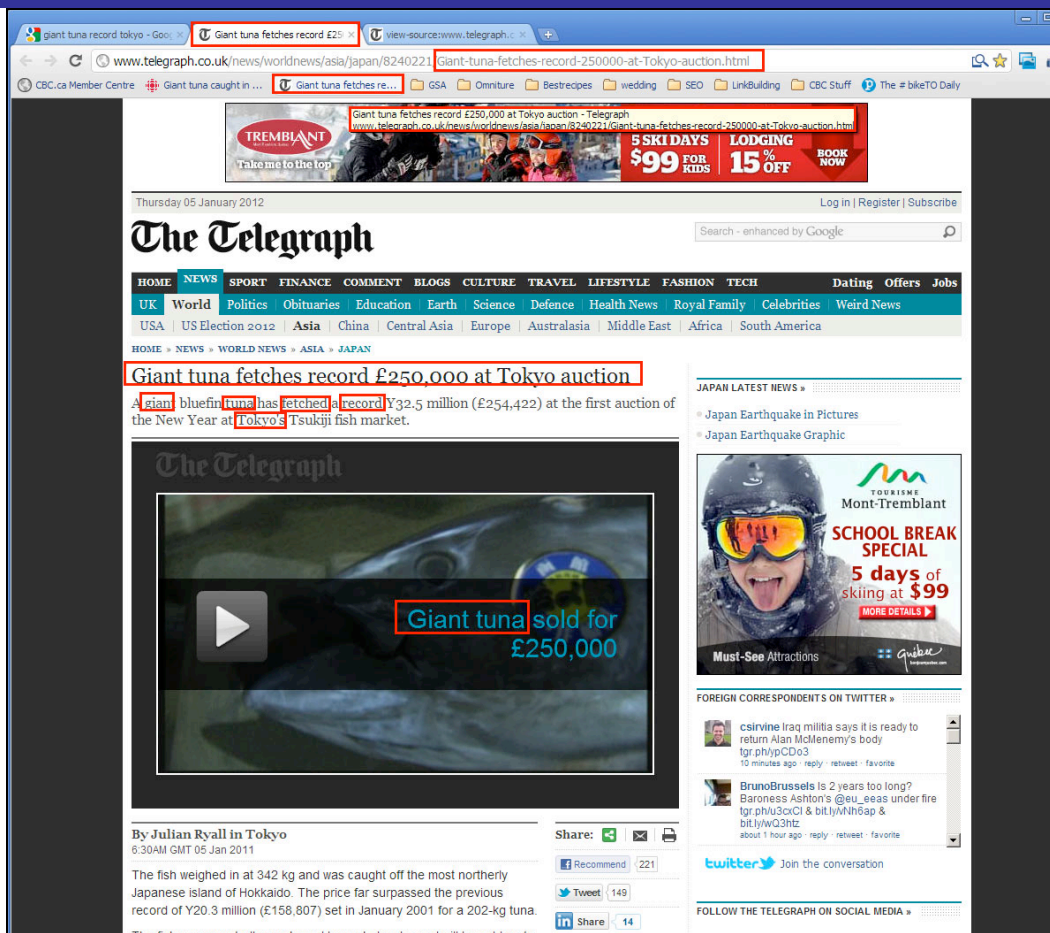 giant tuna record tokyo - Goog
Giant tuna fetches record £25
view-source:www.telegraph.c
www.telegraph.co.uk/news/worldnews/asia/japan/8240221/Giant-tuna-fetches-record-250000-at-Tokyo-auction.html
CBC.ca Member Centre Giant tuna caught in ... Giant tuna fetches re... GSA Omniture Bestrecipes wedding SEO LinkBuilding CBC Stuff The # bikeTO Daily
Giant tuna fetches record £250,000 at Tokyo auction - Telegraph
www.telegraph.co.uk/news/worldnews/asia/japan/8240221/Giant-tuna-fetches-record-250000-at-Tokyo-auction.html
TREMBLANT
Take me to the top
5 SKI DAYS
$99 FOR KIDS
LODGING
15% OFF
BOOK NOW
Thursday 05 January 2012
Log in | Register | Subscribe
The Telegraph
Search - enhanced by Google
HOME NEWS SPORT FINANCE COMMENT BLOGS CULTURE TRAVEL LIFESTYLE FASHION TECH Dating Offers Jobs
UK World Politics Obituaries Education Earth Science Defence Health News Royal Family Celebrities Weird News
USA US Election 2012 Asia China Central Asia Europe Australasia Middle East Africa South America
HOME » NEWS » WORLD NEWS » ASIA » JAPAN
Giant tuna fetches record £250,000 at Tokyo auction
A giant bluefin tuna has fetched a record Y32.5 million (£254,422) at the first auction of
the New Year at Tokyo's Tsukiji fish market.
The Telegraph
Giant tuna sold for
£250,000
By Julian Ryall in Tokyo
6:30AM GMT 05 Jan 2011
The fish weighed in at 342 kg and was caught off the most northerly
Japanese island of Hokkaido. The price far surpassed the previous
record of Y20.3 million (£158,807) set in January 2001 for a 202-kg tuna.
Share:
Recommend 221
Tweet 149
Share 14
JAPAN LATEST NEWS »
Japan Earthquake in Pictures
Japan Earthquake Graphic
TOURISME
Mont-Tremblant
SCHOOL BREAK
SPECIAL
5 days of
skiing at $99
MORE DETAILS
Must-See Attractions
Québec
FOREIGN CORRESPONDENTS ON TWITTER »
csirvine Iraq militia says it is ready to
return Alan McMenemy's body
tgr.ph/ypCDo3
10 minutes ago · reply · retweet · favorite
BrunoBrussels Is 2 years too long?
Baroness Ashton's @eu_eeas under fire
tgr.ph/u3cxCl & bit.ly/vNh6ap &
bit.ly/wQ3htz
about 1 hour ago · reply · retweet · favorite
twitter Join the conversation
FOLLOW THE TELEGRAPH ON SOCIAL MEDIA »